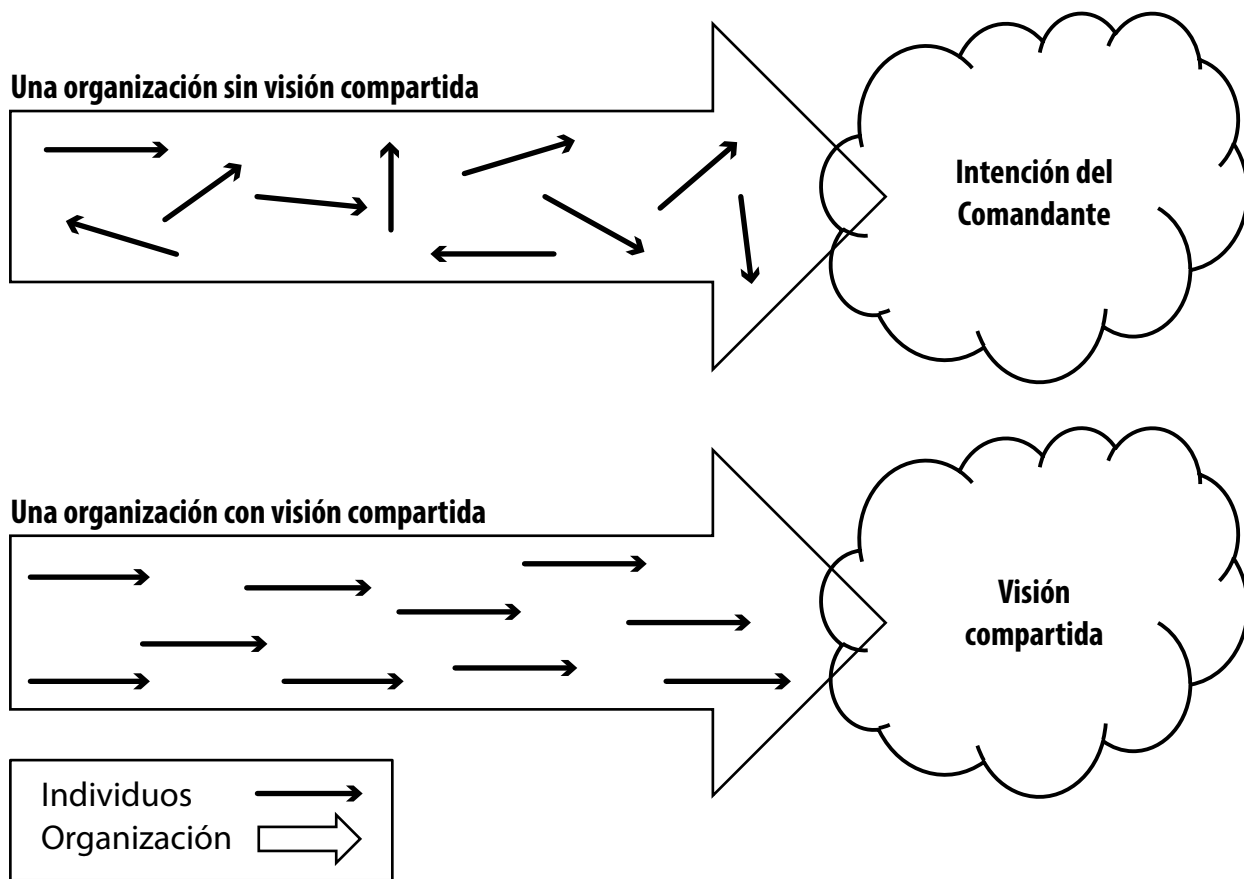 Una organización sin visión compartida
Intención del
Comandante
Una organización con visión compartida
Visión
compartida
Individuos
Organización